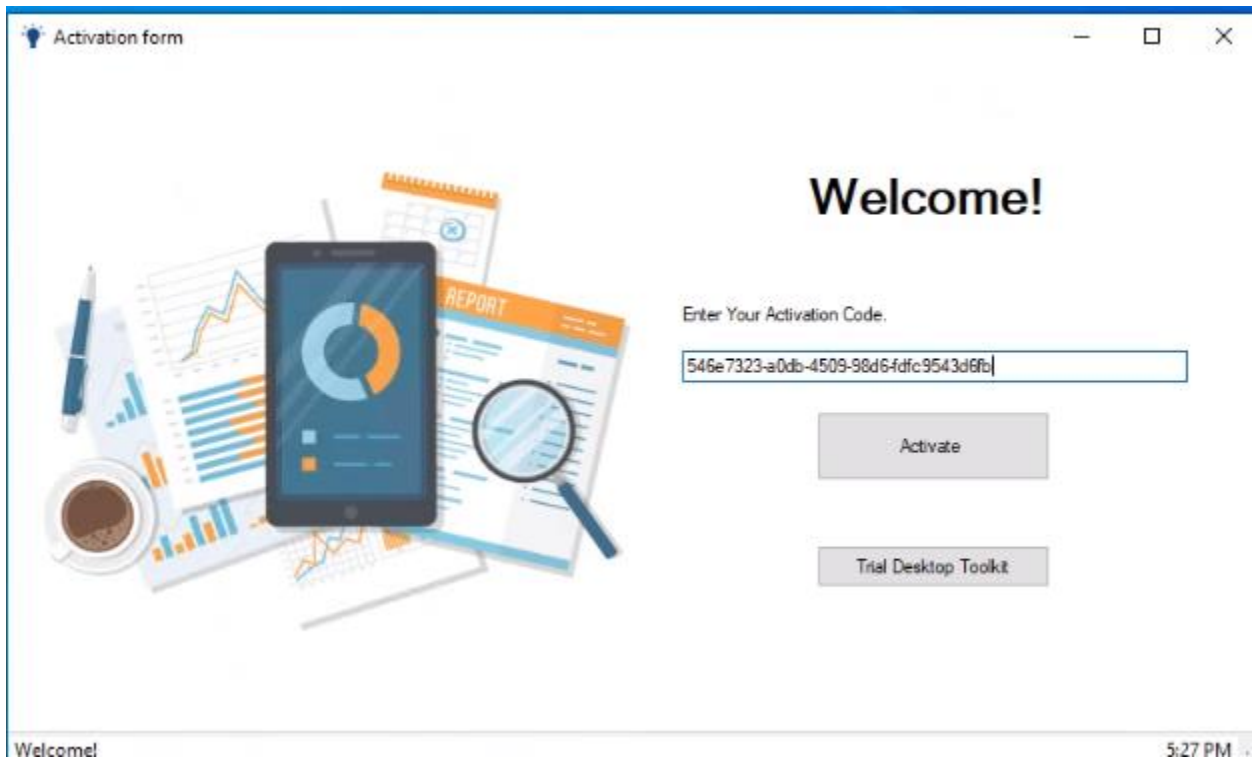 Activation form
Welcome!
REPORT
Enter Your Activation Code.
546e7323-a0db-4509-98d6-fdfc9543d6fb
Activate
Trial Desktop Toolkit
Welcome!
5:27 PM